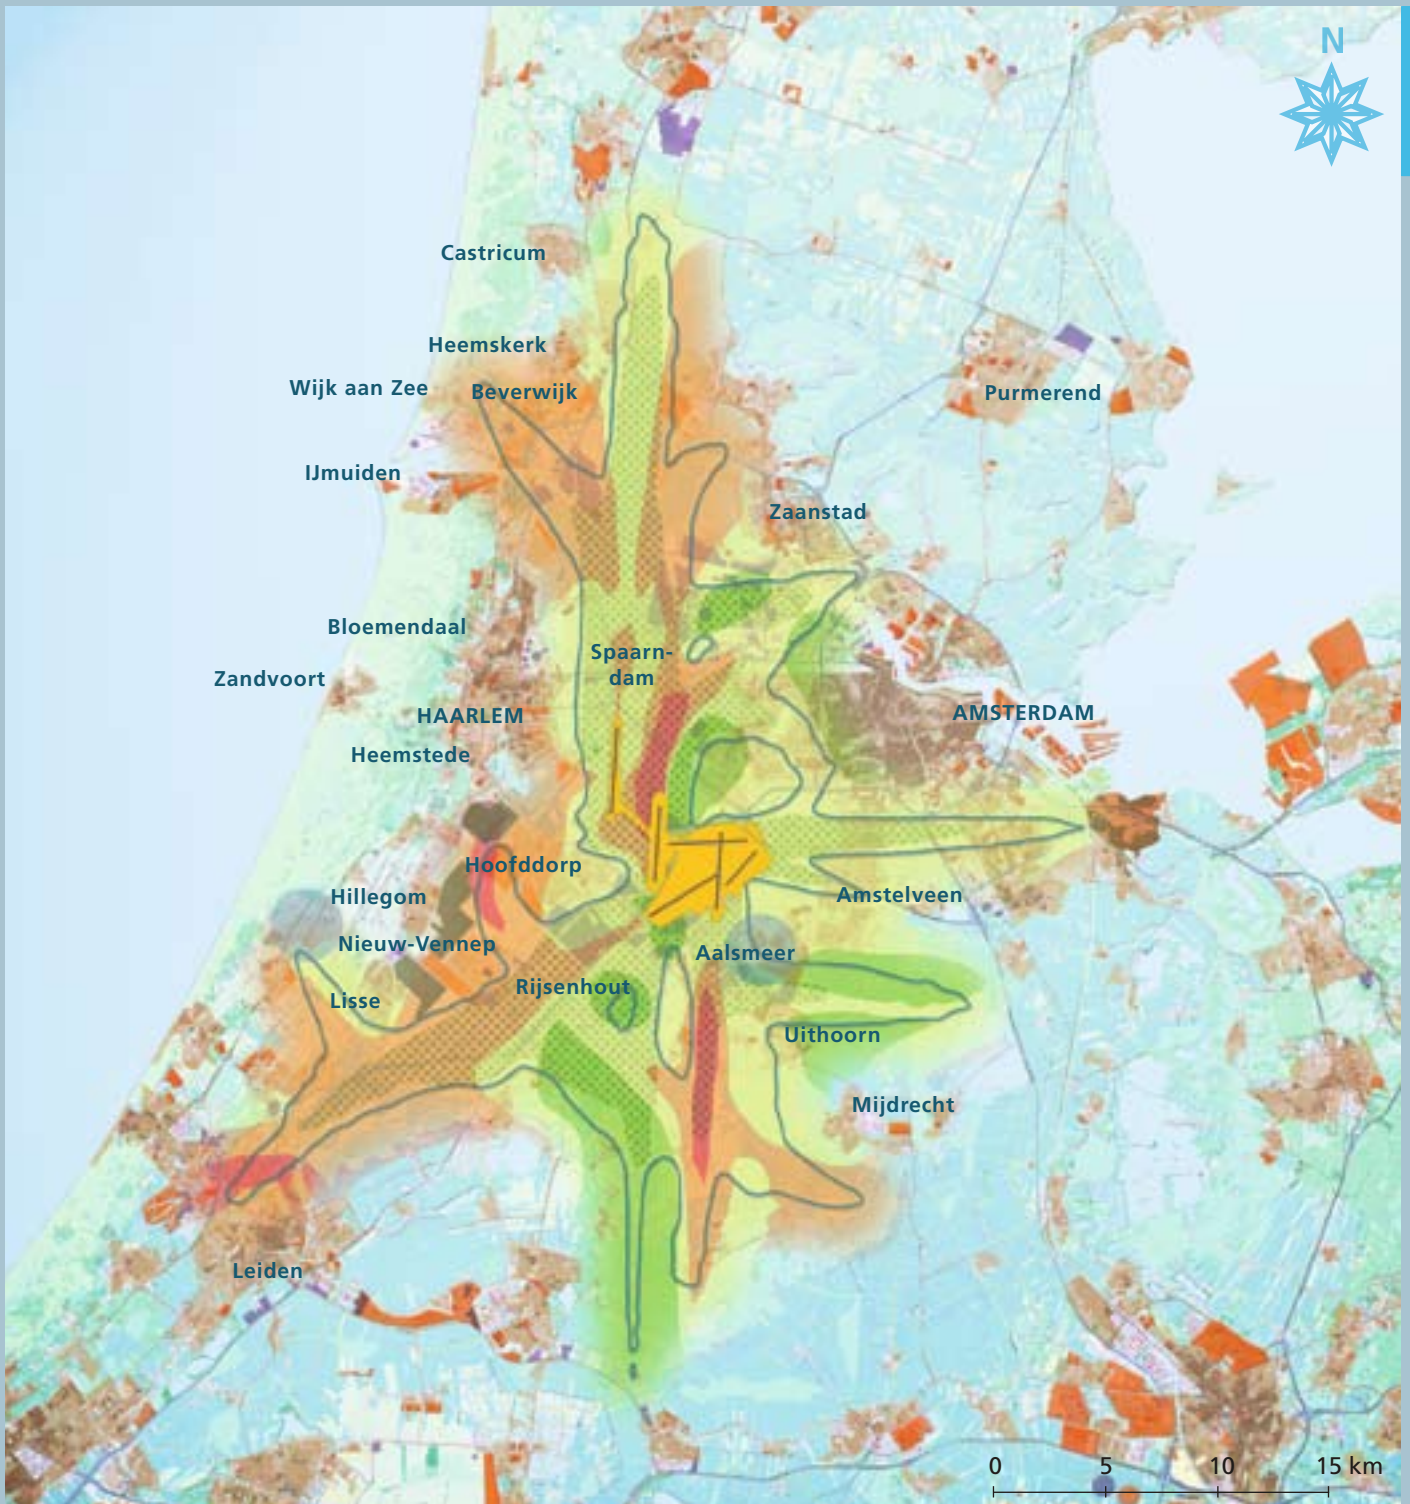 N
Castricum
Heemskerk
Wijk aan Zee
Beverwijk
Purmerend
IJmuiden
Zaanstad
Bloemendaal
Spaarn-
dam
Zandvoort
HAARLEM
AMSTERDAM
Heemstede
Hoofddorp
Hillegom
Amstelveen
Nieuw-Vennep
Aalsmeer
Rijsenhout
Lisse
Uithoorn
Mijdrecht
Leiden
0 5 10 15 km